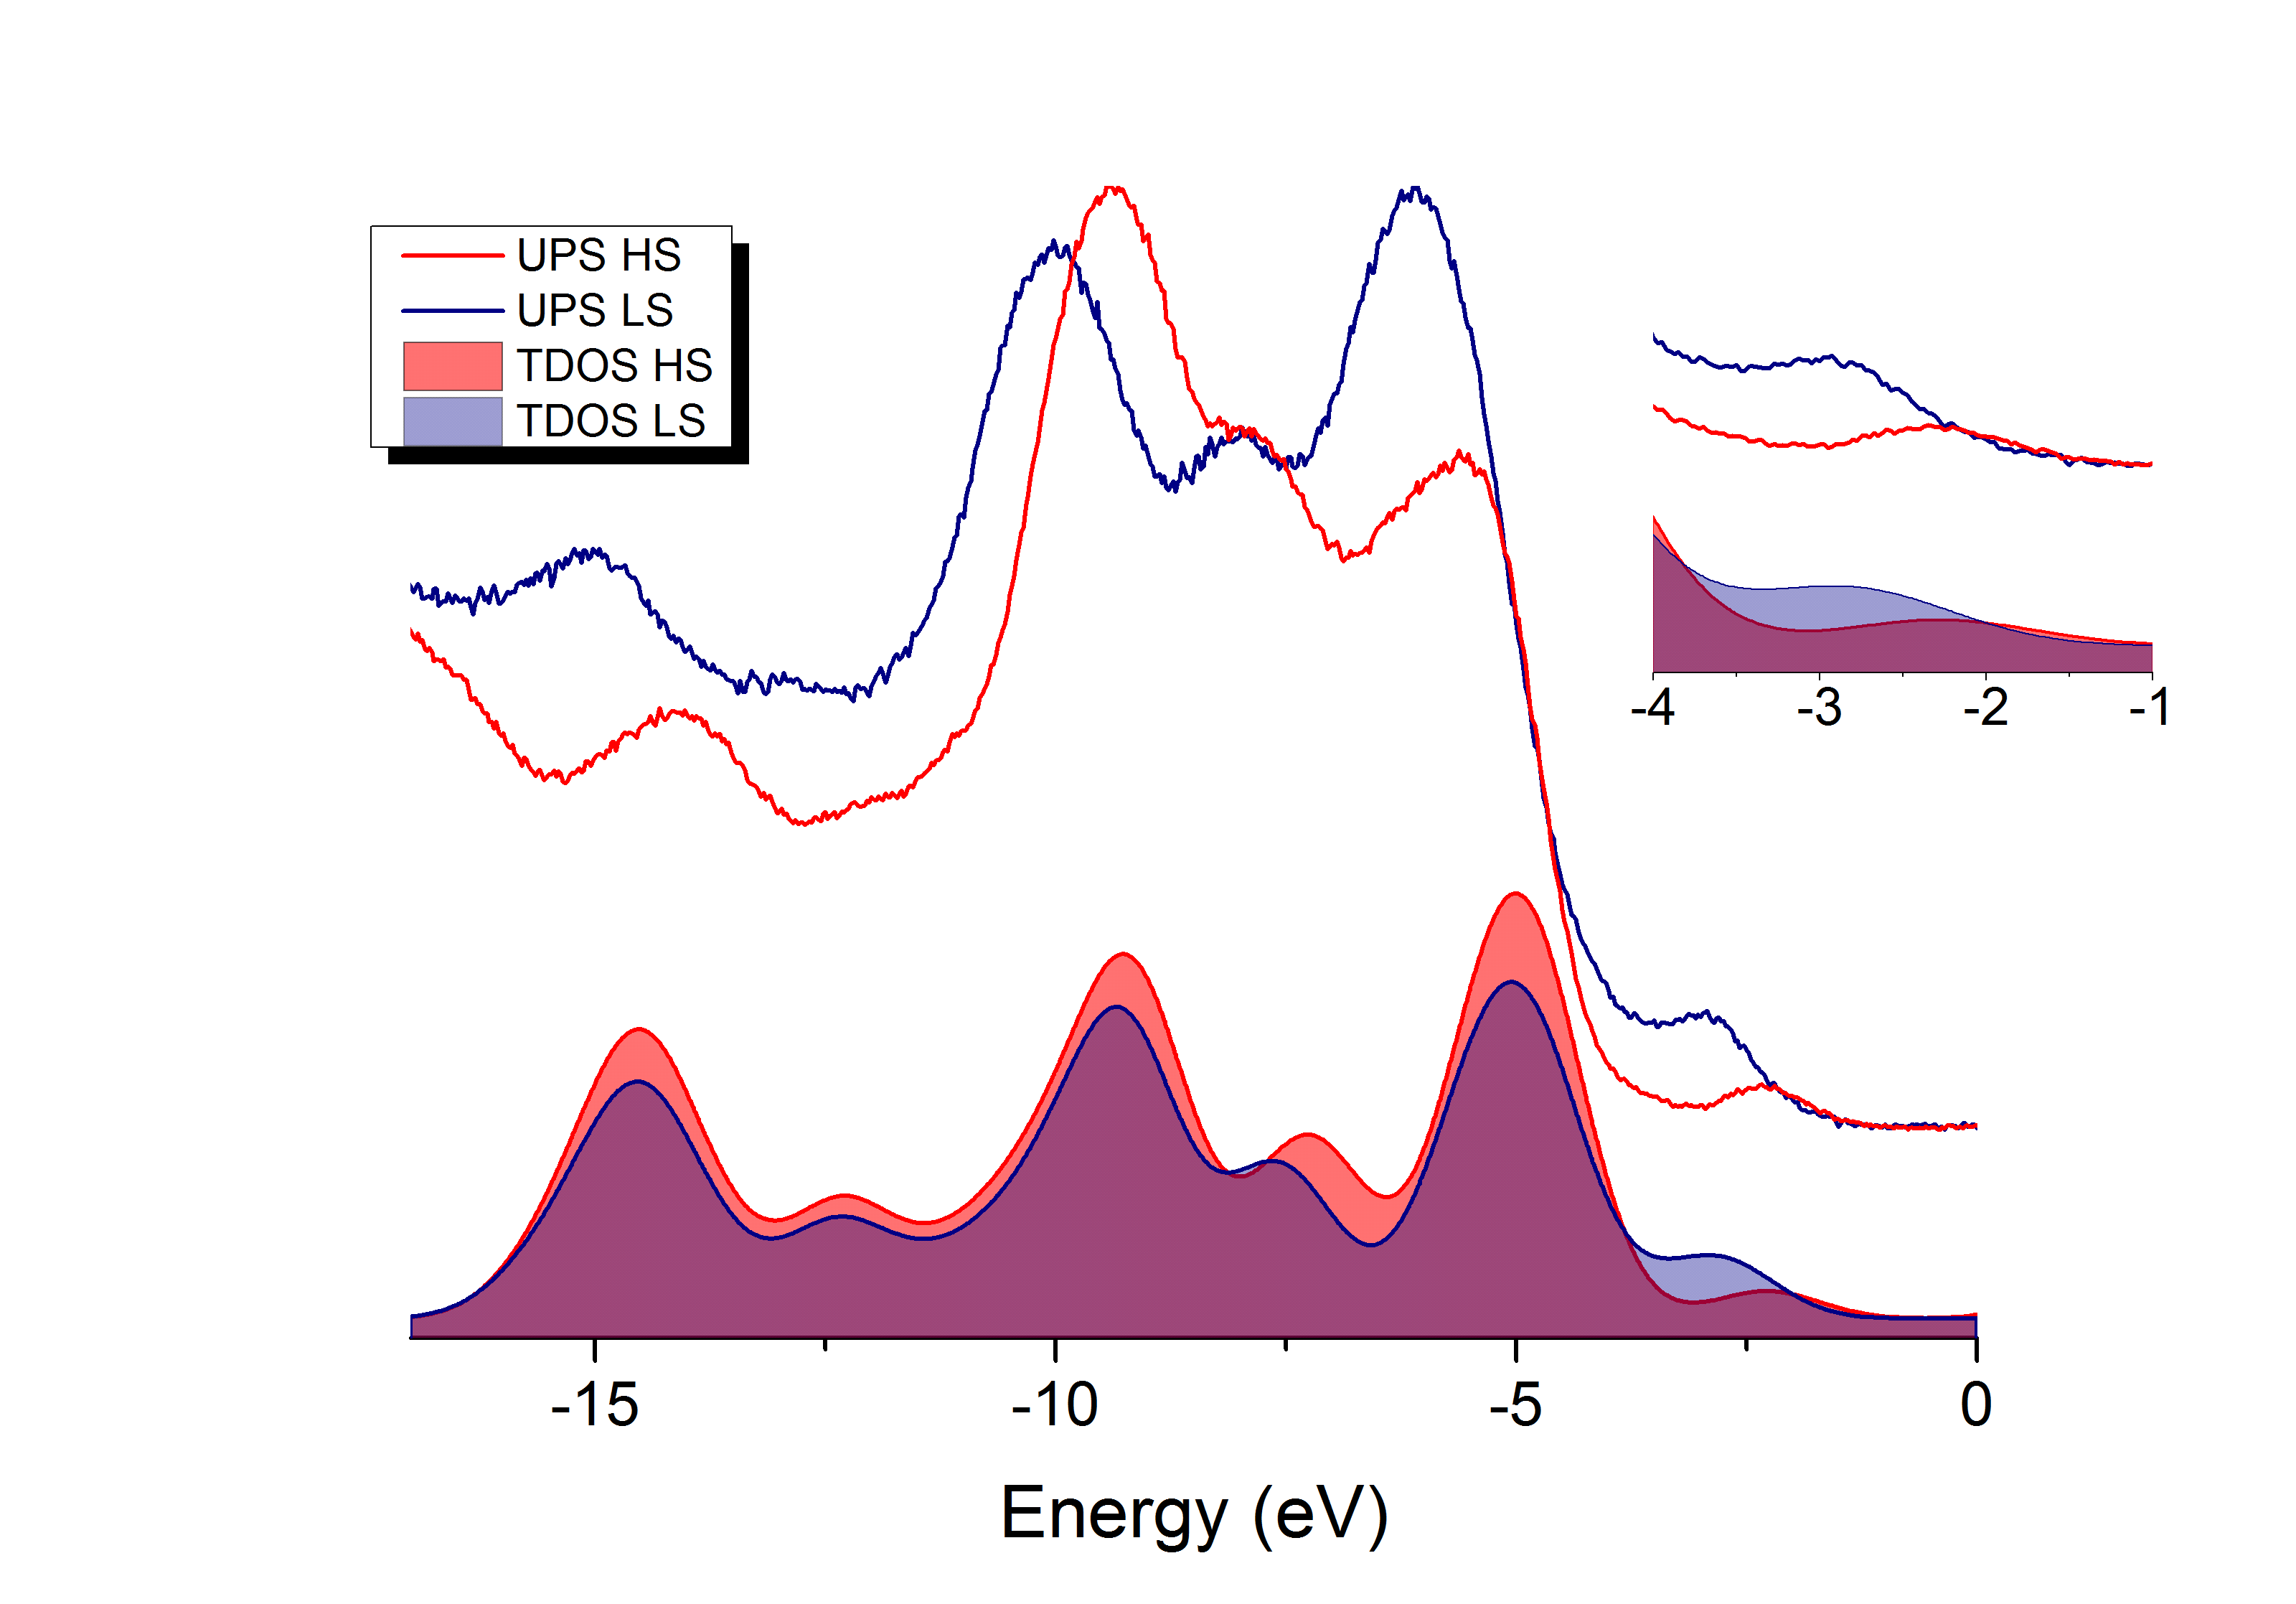 UPS HS
UPS LS
TDOS HS
TDOS LS
-4 -3 -2 -1
-15 -10 -5 0
Energy (eV)